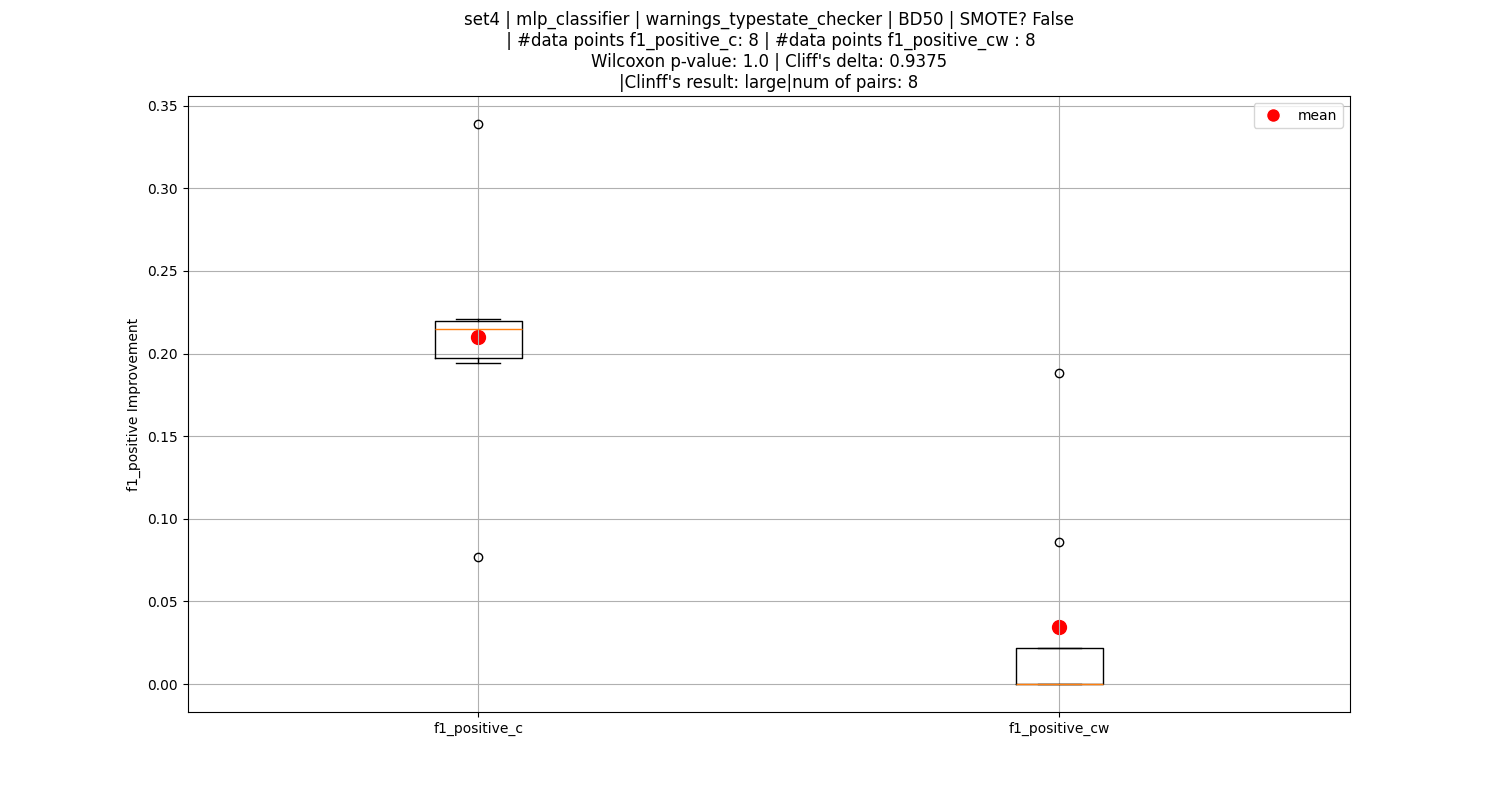 set4 | mlp_classifier | warnings_typestate_checker | BD50 | SMOTE? False
| #data points f1_positive_c: 8 | #data points f1_positive_cw : 8
Wilcoxon p-value: 1.0 | Cliff's delta: 0.9375
|Clinff's result: large|num of pairs: 8
mean
0.35
0.30
0.25
0.20
0.15
0.10
0.05
0.00
f1_positive Improvement
f1_positive_c
f1_positive_cw